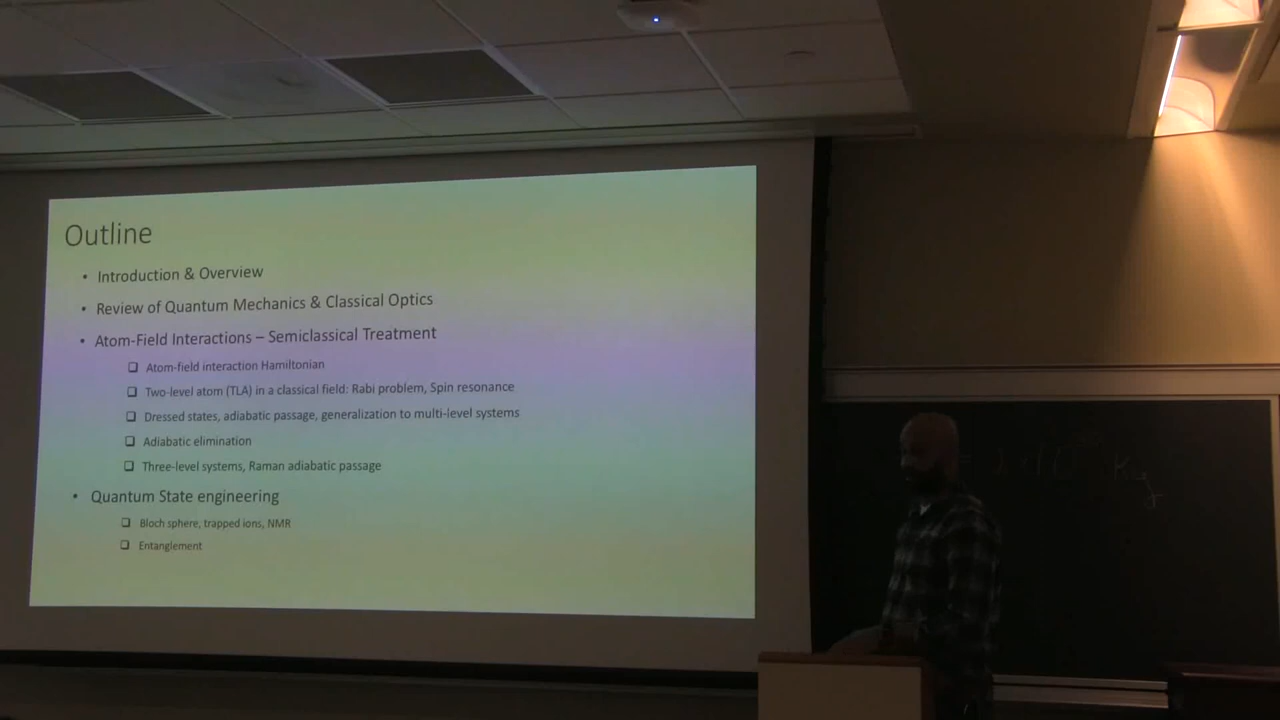 Outline
• Introduction & Overview
• Review of Quantum Mechanics & Classical Optics
• Atom-Field Interactions – Semiclassical Treatment
❑ Atom-field interaction Hamiltonian
❑ Two-level atom (TLA) in a classical field: Rabi problem, Spin resonance
❑ Dressed states, adiabatic passage, generalization to multi-level systems
❑ Adiabatic elimination
❑ Three-level systems, Raman adiabatic passage
• Quantum State engineering
❑ Bloch sphere, trapped ions, NMR
❑ Entanglement
Kg